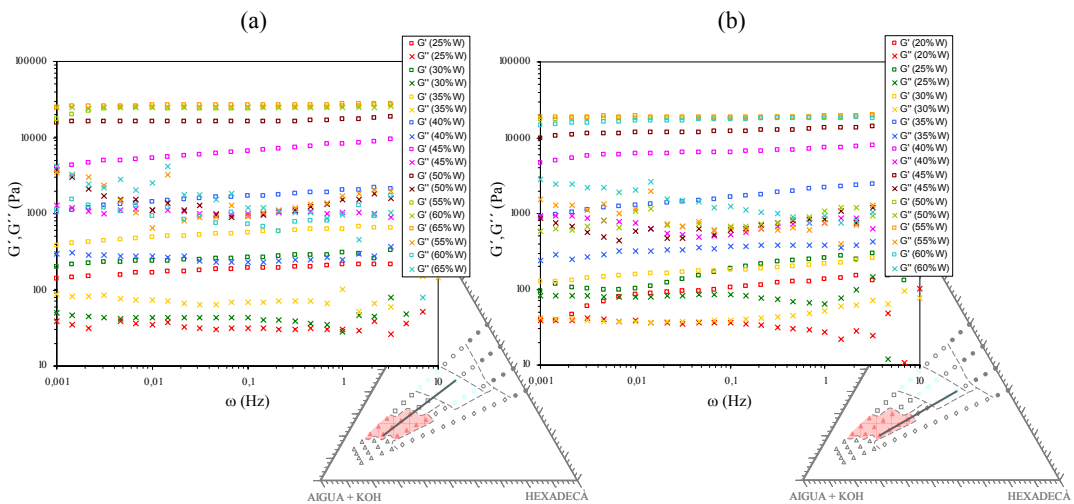 (a)
G' (25%W)
G'' (25%W)
G' (30%W)
G'' (30%W)
G' (35%W)
G'' (35%W)
G' (40%W)
G'' (40%W)
G' (45%W)
G'' (45%W)
G' (50%W)
G'' (50%W)
G' (55%W)
G' (60%W)
G' (65%W)
G'' (55%W)
G'' (60%W)
G'' (65%W)
100000
10000
1000
100
10
G´,G´´ (Pa)
0,001
0,01
0,1
1
10
ω (Hz)
AIGUA + KOH
HEXADECÀ
(b)
G' (20%W)
G'' (20%W)
G' (25%W)
G'' (25%W)
G' (30%W)
G'' (30%W)
G' (35%W)
G'' (35%W)
G' (40%W)
G'' (40%W)
G' (45%W)
G'' (45%W)
G' (50%W)
G'' (50%W)
G' (55%W)
G'' (55%W)
G' (60%W)
G'' (60%W)
100000
10000
1000
100
10
G´,G´´ (Pa)
0,001
0,01
0,1
1
10
ω (Hz)
AIGUA + KOH
HEXADECÀ